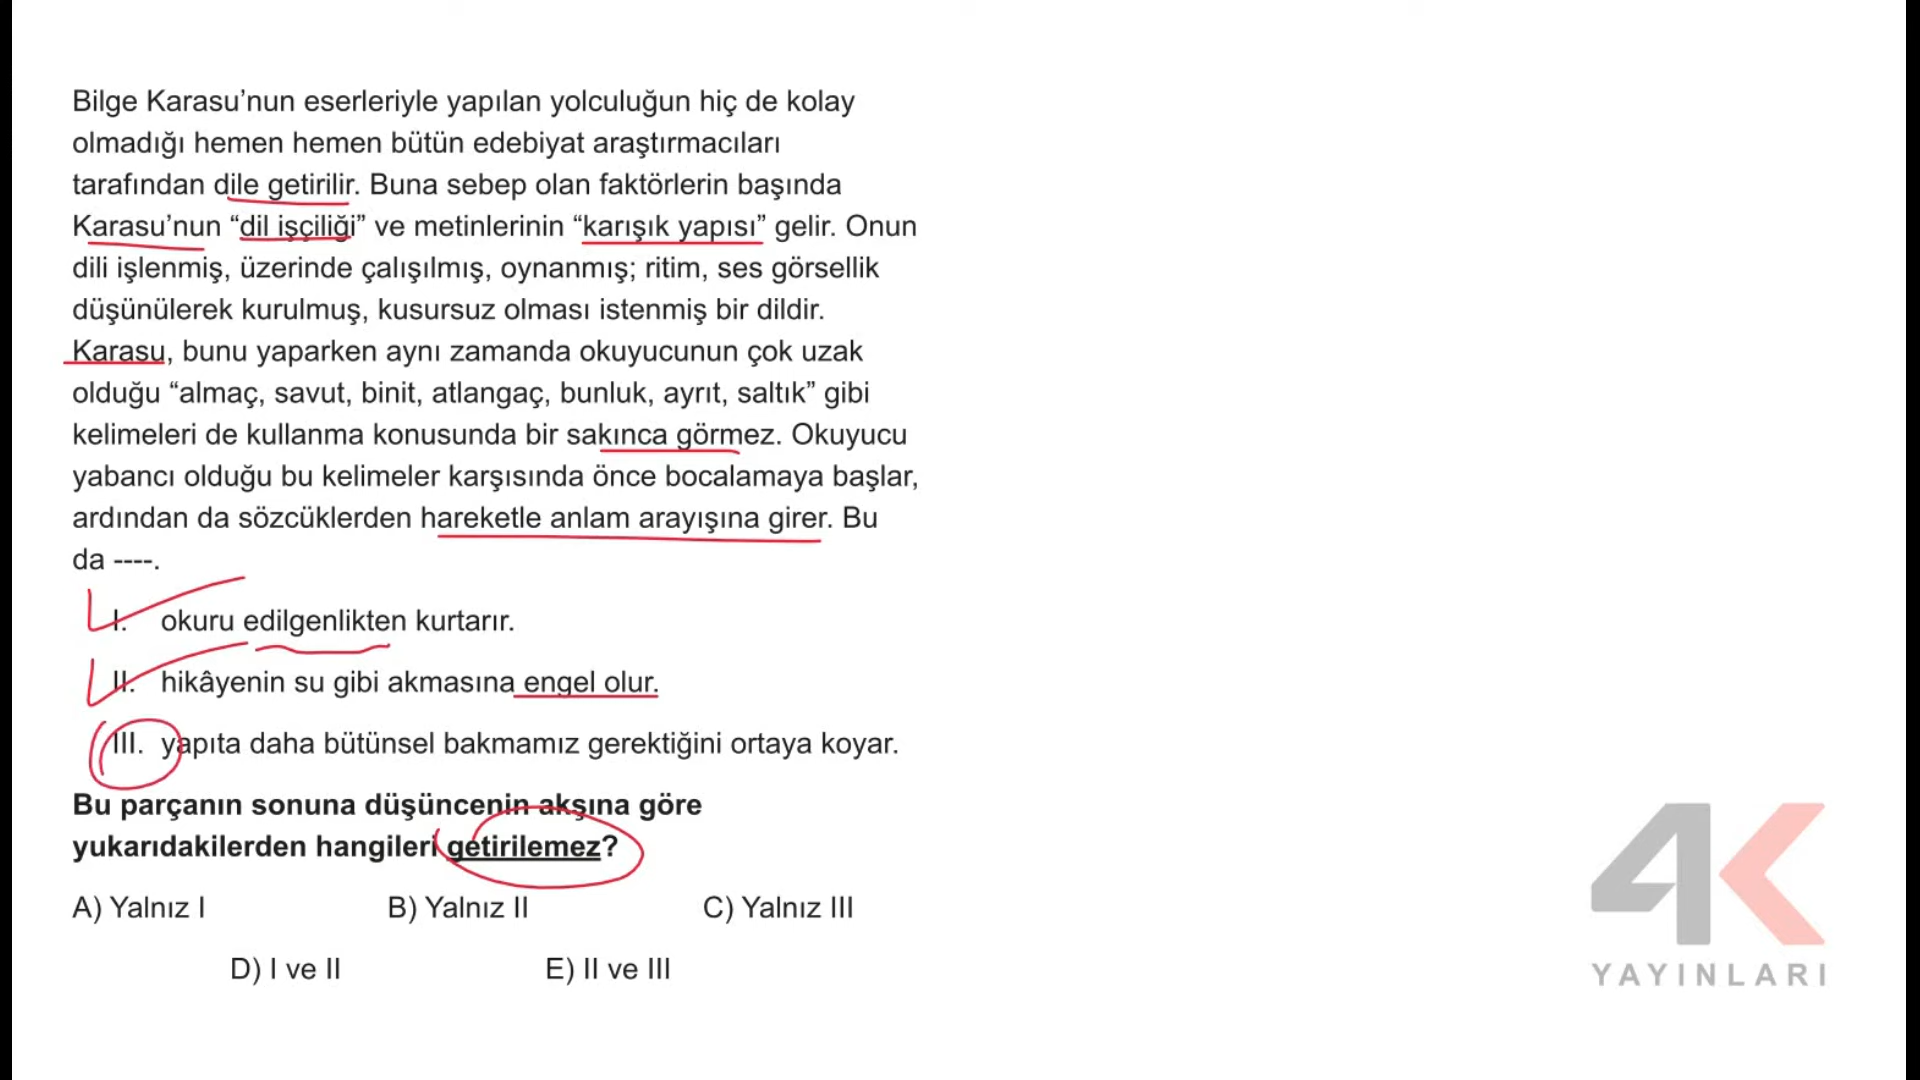 Bilge Karasu’nun eserleriyle yapılan yolculuğun hiç de kolay
olmadığı hemen hemen bütün edebiyat araştırmacıları
tarafından dile getirilir. Buna sebep olan faktörlerin başında
Karasu’nun “dil işçiliği” ve metinlerinin “karışık yapısı” gelir. Onun
dili işlenmiş, üzerinde çalışılmış, oynanmış; ritim, ses görsellik
düşünülerek kurulmuş, kusursuz olması istenmiş bir dildir.
Karasu, bunu yaparken aynı zamanda okuyucunun çok uzak
olduğu “almaç, savut, binit, atlangaç, bunluk, ayrıt, saltık” gibi
kelimeleri de kullanma konusunda bir sakınca görmez. Okuyucu
yabancı olduğu bu kelimeler karşısında önce bocalamaya başlar,
ardından da sözcüklerden hareketle anlam arayışına girer. Bu
da ----.
I. okuru edilgenlikten kurtarır.
II. hikâyenin su gibi akmasına engel olur.
III. yapıta daha bütünsel bakmamız gerektiğini ortaya koyar.
Bu parçanın sonuna düşüncenin akşına göre
yukarıdakilerden hangileri getirilemez?
A) Yalnız I B) Yalnız II C) Yalnız III
D) I ve II E) II ve III
4K
YAYINLARI